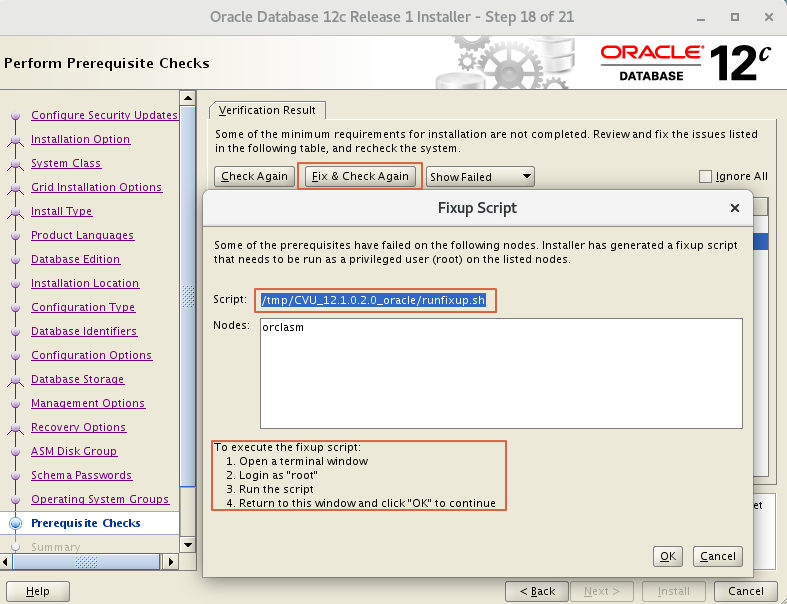 Oracle Database 12c Release 1 Installer - Step 18 of 21
Perform Prerequisite Checks
ORACLE
DATABASE
12c
Configure Security Updates
Installation Option
System Class
Grid Installation Options
Install Type
Product Languages
Database Edition
Installation Location
Configuration Type
Database Identifiers
Configuration Options
Database Storage
Management Options
Recovery Options
ASM Disk Group
Schema Passwords
Operating System Groups
Prerequisite Checks
Summary
Verification Result
Some of the minimum requirements for installation are not completed. Review and fix the issues listed
in the following table, and recheck the system.
Check Again
Fix & Check Again
Show Failed
Ignore All
Fixup Script
Some of the prerequisites have failed on the following nodes. Installer has generated a fixup script
that needs to be run as a privileged user (root) on the listed nodes.
Script: /tmp/CVU_12.1.0.2.0_oracle/runfixup.sh
Nodes: orclasm
To execute the fixup script:
1. Open a terminal window
2. Login as "root"
3. Run the script
4. Return to this window and click "OK" to continue
OK
Cancel
Help
< Back
Next >
Install
Cancel